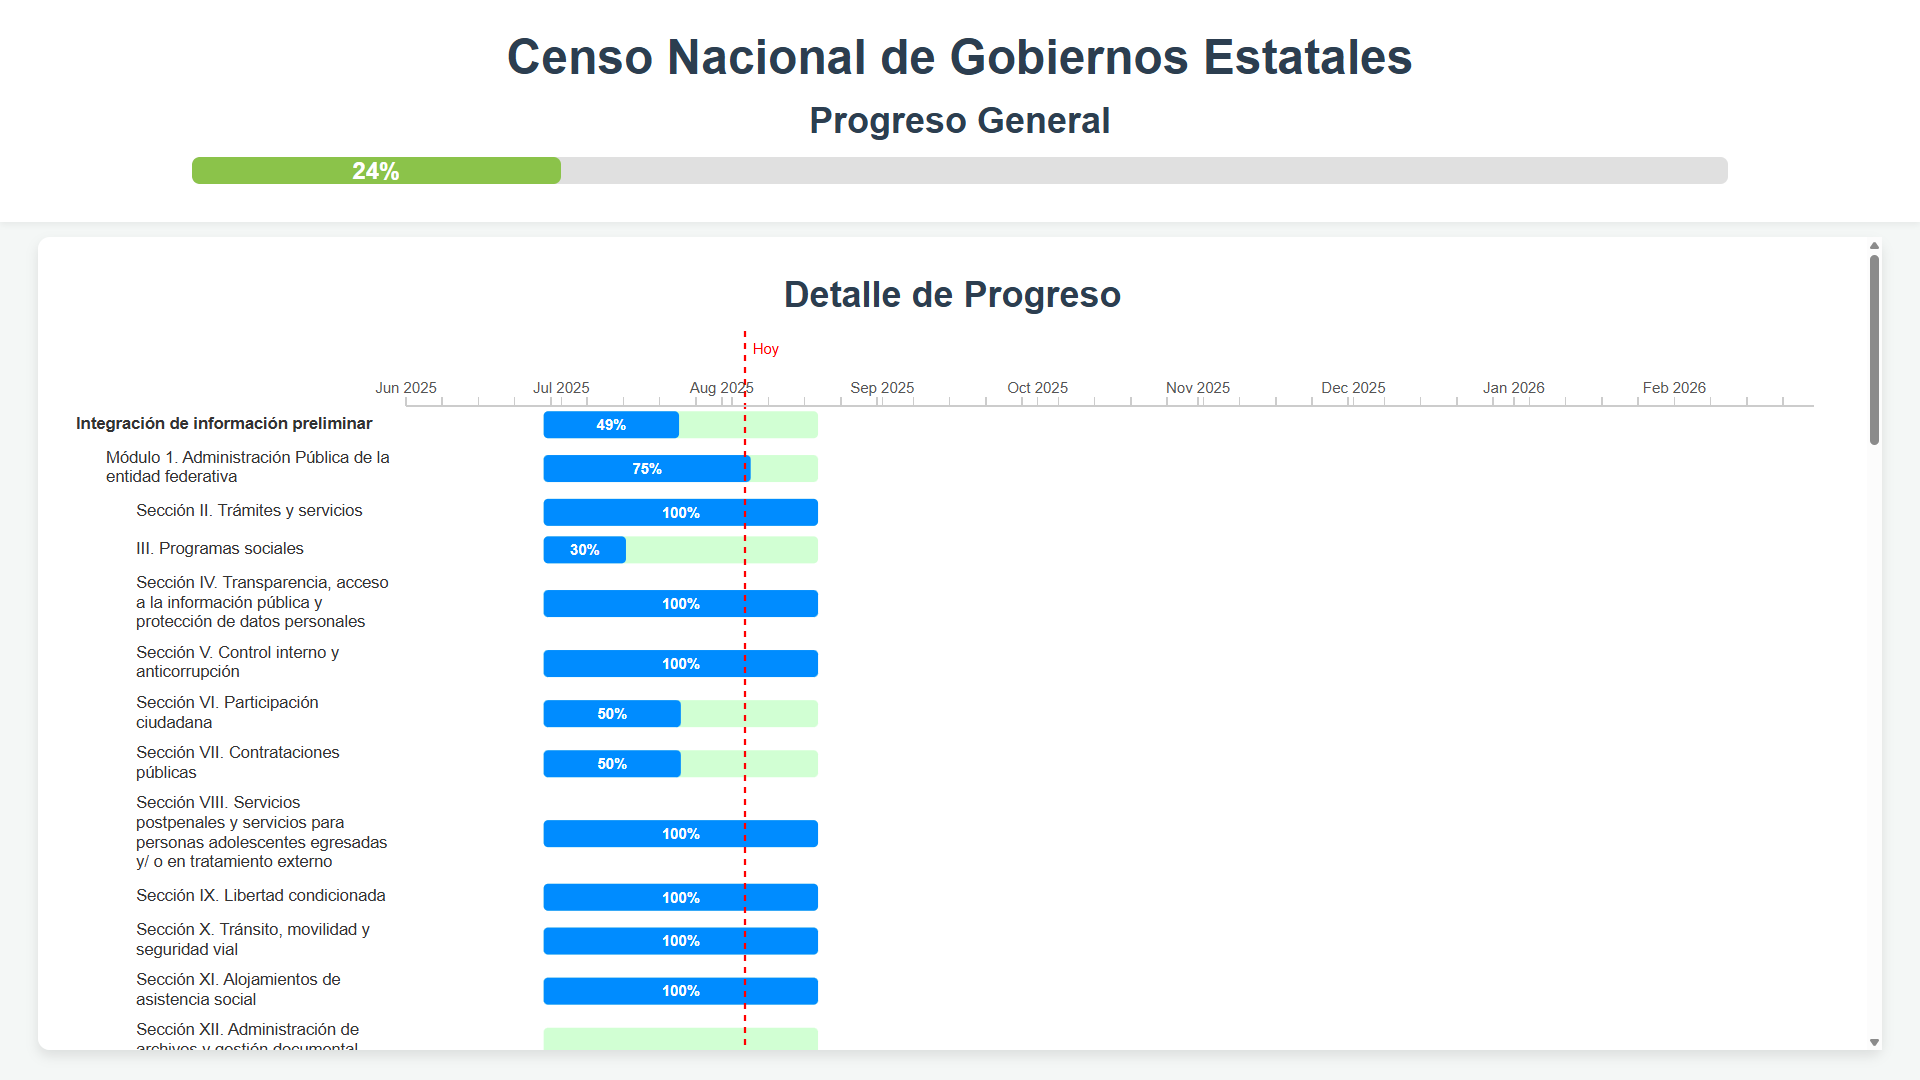 Censo Nacional de Gobiernos Estatales
Progreso General
24%
Detalle de Progreso
Hoy
Jun 2025 Jul 2025 Aug 2025 Sep 2025 Oct 2025 Nov 2025 Dec 2025 Jan 2026 Feb 2026
Integración de información preliminar
49%
Módulo 1. Administración Pública de la
entidad federativa
75%
Sección II. Trámites y servicios
100%
III. Programas sociales
30%
Sección IV. Transparencia, acceso
a la información pública y
protección de datos personales
100%
Sección V. Control interno y
anticorrupción
100%
Sección VI. Participación
ciudadana
50%
Sección VII. Contrataciones
públicas
50%
Sección VIII. Servicios
postpenales y servicios para
personas adolescentes egresadas
y/ o en tratamiento externo
100%
Sección IX. Libertad condicionada
100%
Sección X. Tránsito, movilidad y
seguridad vial
100%
Sección XI. Alojamientos de
asistencia social
100%
Sección XII. Administración de
archivos y gestión documental